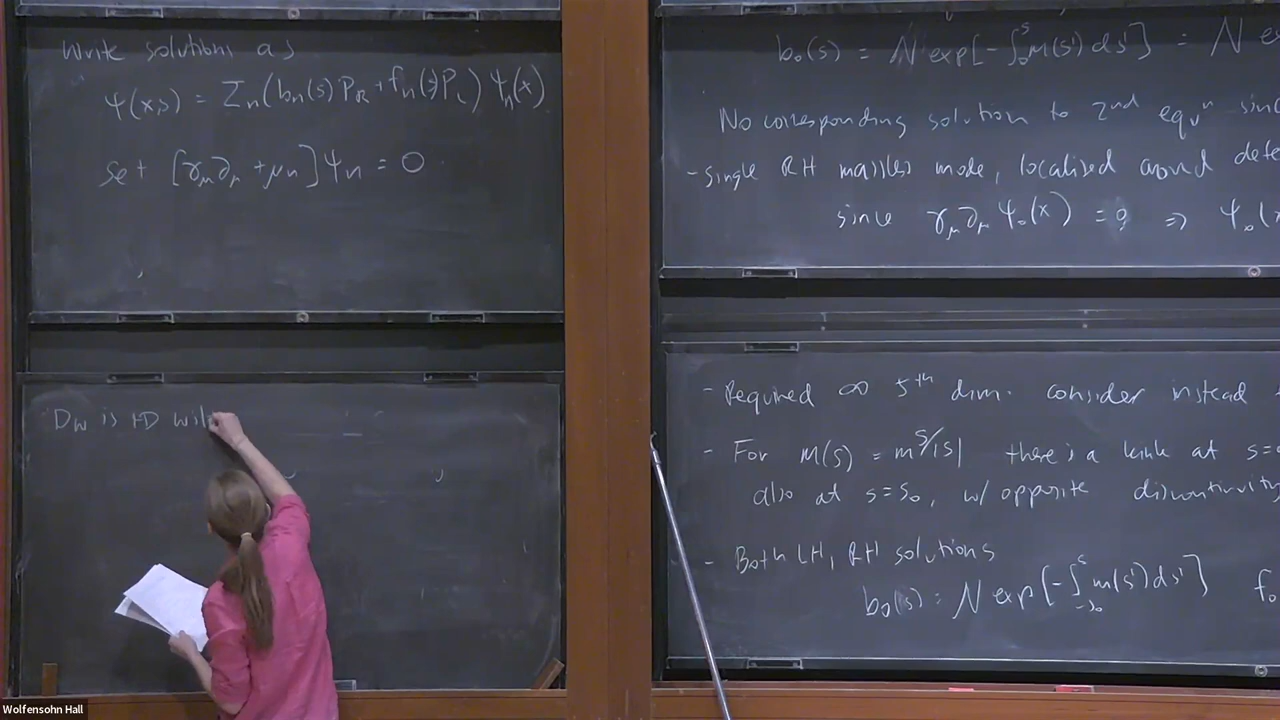 Write solutions as
ψ(x,s) = Σn(bn(s)PR + fn(s)PL) ψn(x)
set [γμ∂μ + μn]ψn = 0
Dw is 4D wil
b0(s) = N exp[-∫₀ˢ m(s')ds'] = N
No corresponding solution to 2nd equn
- single RH massless mode, localised around
since γμ∂μ ψ0(x) = 0 ⇒ ψ0(
- Required ∞ 5th dim. consider instead
- For m(s) = m s/|s| there is a kink at s=
also at s=s0, w/ opposite discontinuity
- Both LH, RH solutions
b0(s) = N exp[-∫₋s₀ˢ m(s')ds'] f0
Wolfensohn Hall